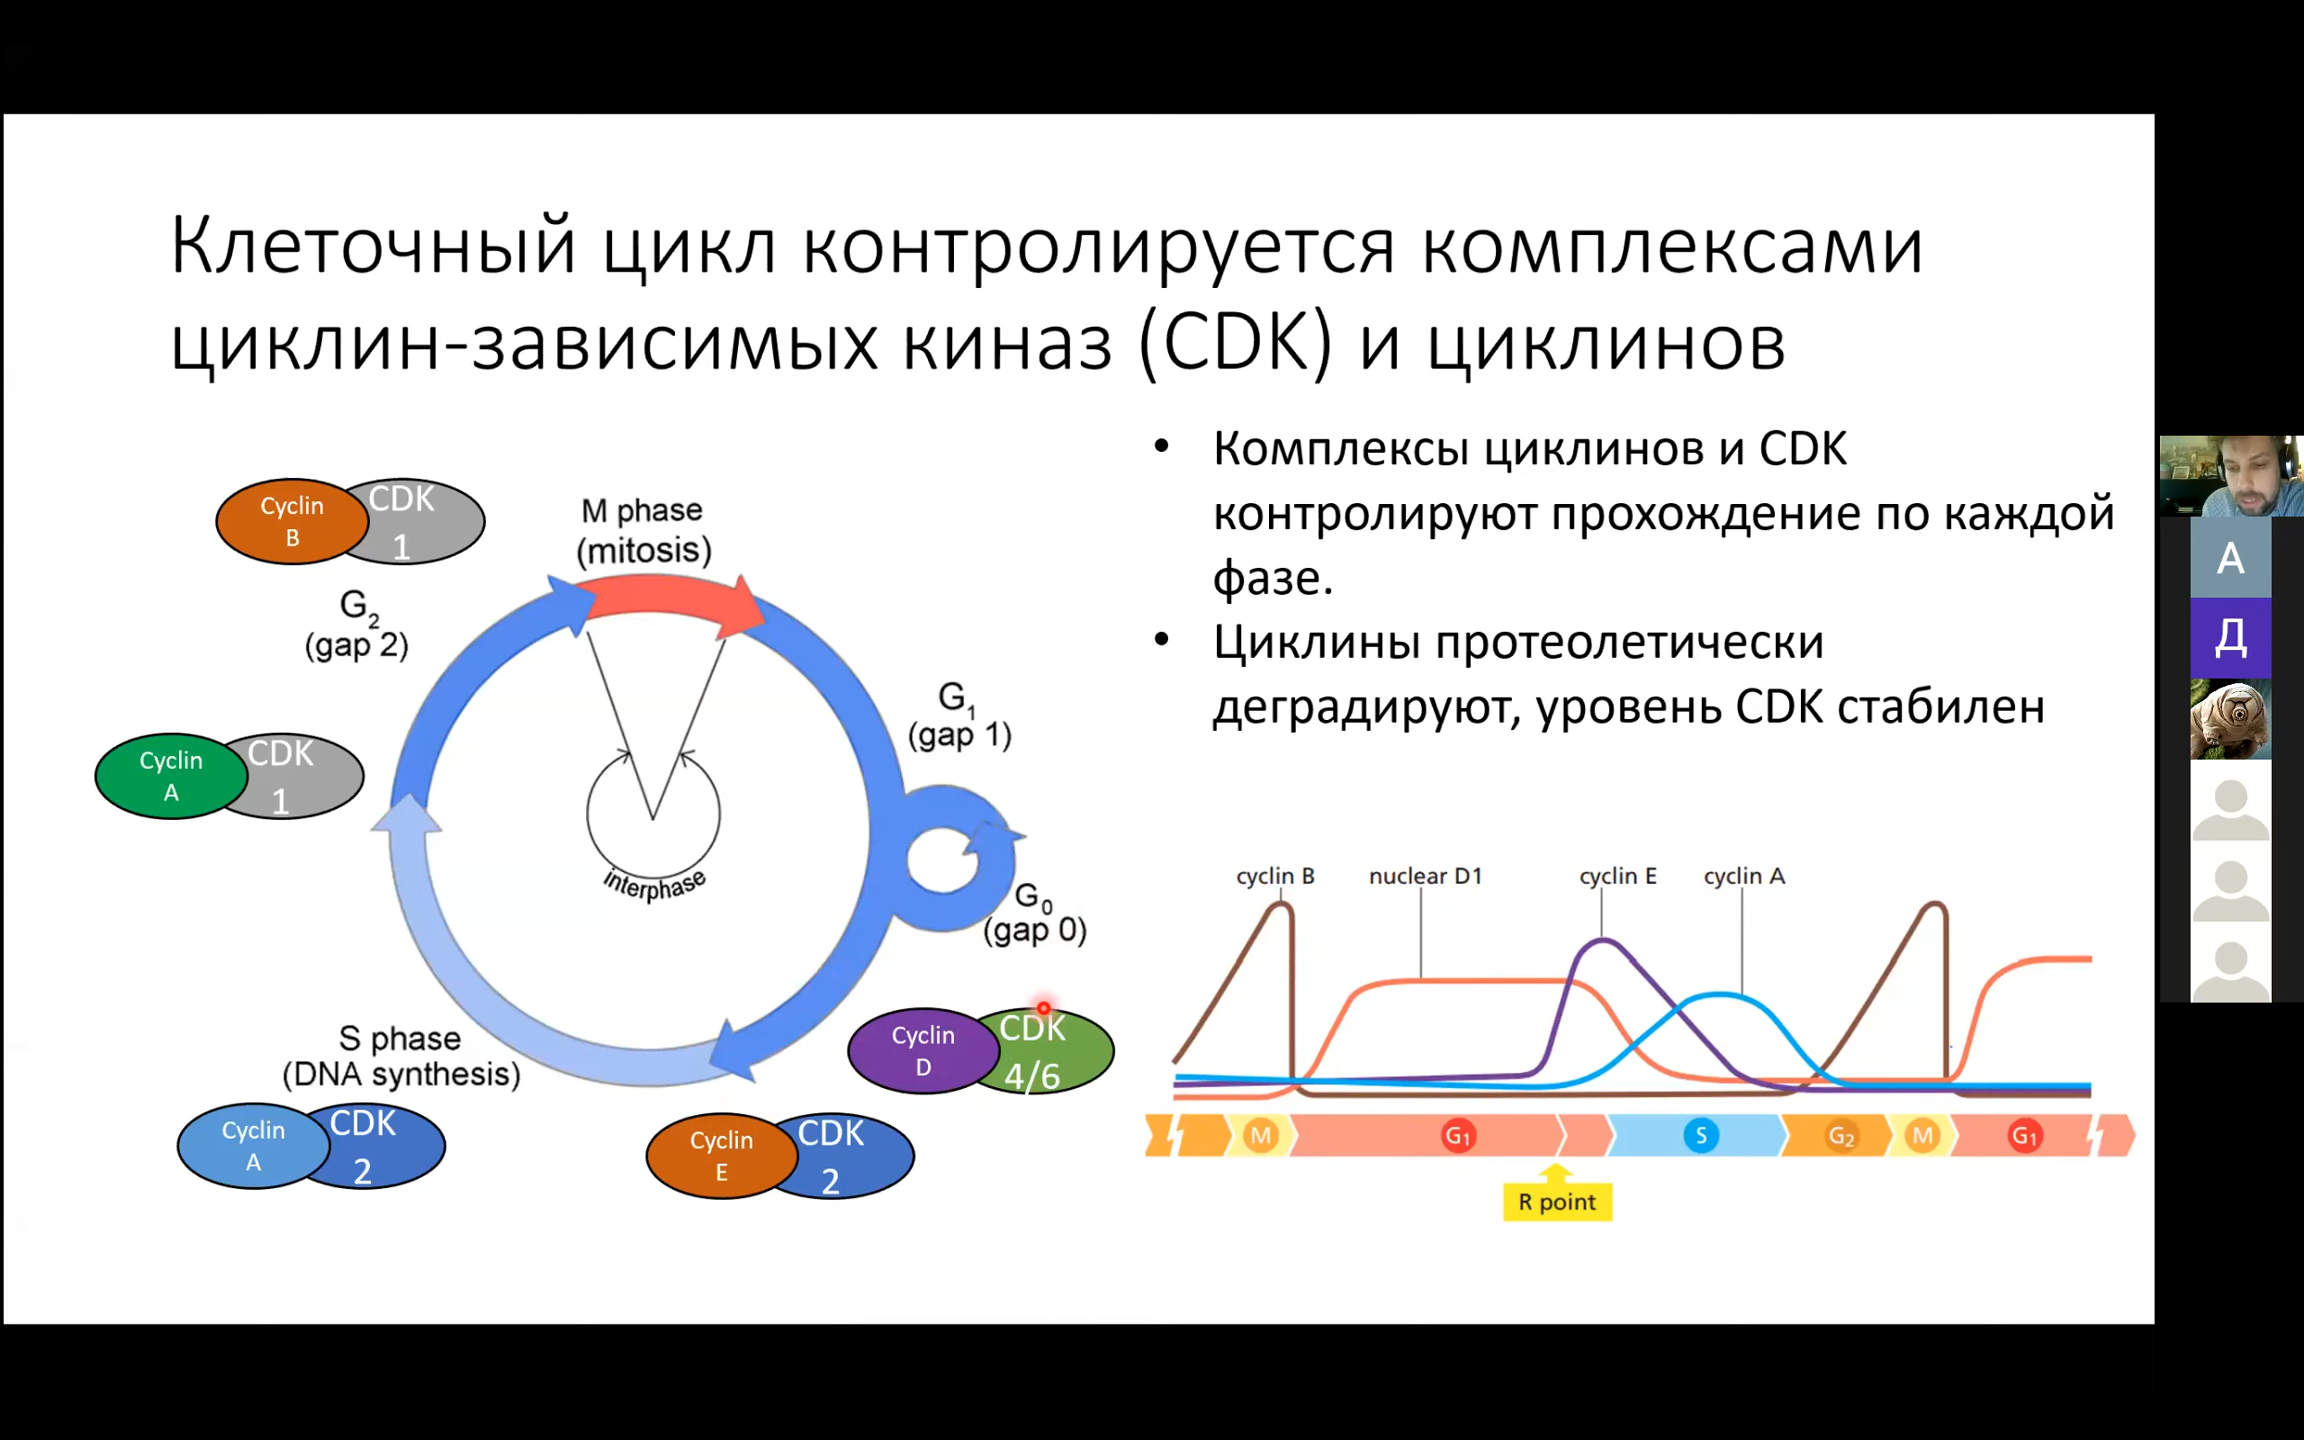 Клеточный цикл контролируется комплексами
циклин-зависимых киназ (CDK) и циклинов
Cyclin
B
CDK
1
M phase
(mitosis)
G₂
(gap 2)
G₁
(gap 1)
Cyclin
A
CDK
1
interphase
G₀
(gap 0)
S phase
(DNA synthesis)
Cyclin
D
CDK
4/6
Cyclin
A
CDK
2
Cyclin
E
CDK
2
• Комплексы циклинов и CDK
контролируют прохождение по каждой
фазе.
• Циклины протеолетически
деградируют, уровень CDK стабилен
cyclin B
nuclear D1
cyclin E
cyclin A
M
G₁
S
G₂
M
G₁
R point
А
Д